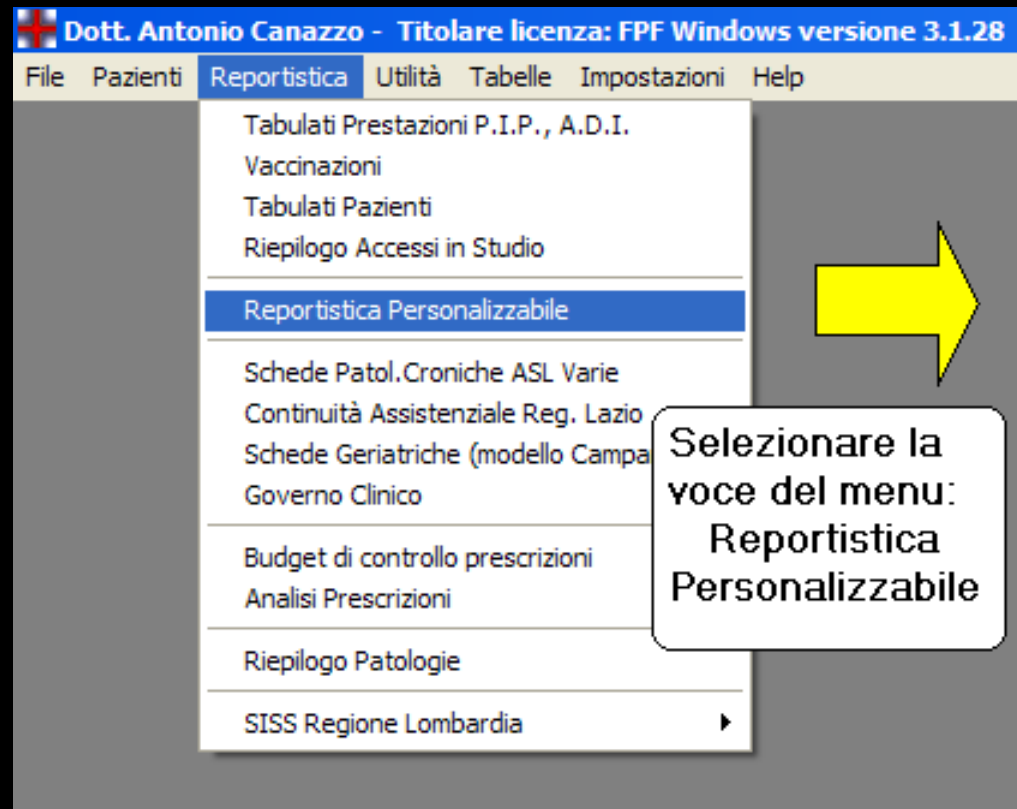 Dott. Antonio Canazzo - Titolare licenza: FPF Windows versione 3.1.28
File Pazienti Reportistica Utilità Tabelle Impostazioni Help
Tabulati Prestazioni P.I.P., A.D.I.
Vaccinazioni
Tabulati Pazienti
Riepilogo Accessi in Studio
Reportistica Personalizzabile
Schede Patol.Croniche ASL Varie
Continuità Assistenziale Reg. Lazio
Schede Geriatriche (modello Campa
Governo Clinico
Budget di controllo prescrizioni
Analisi Prescrizioni
Riepilogo Patologie
SISS Regione Lombardia
Selezionare la
voce del menu:
Reportistica
Personalizzabile